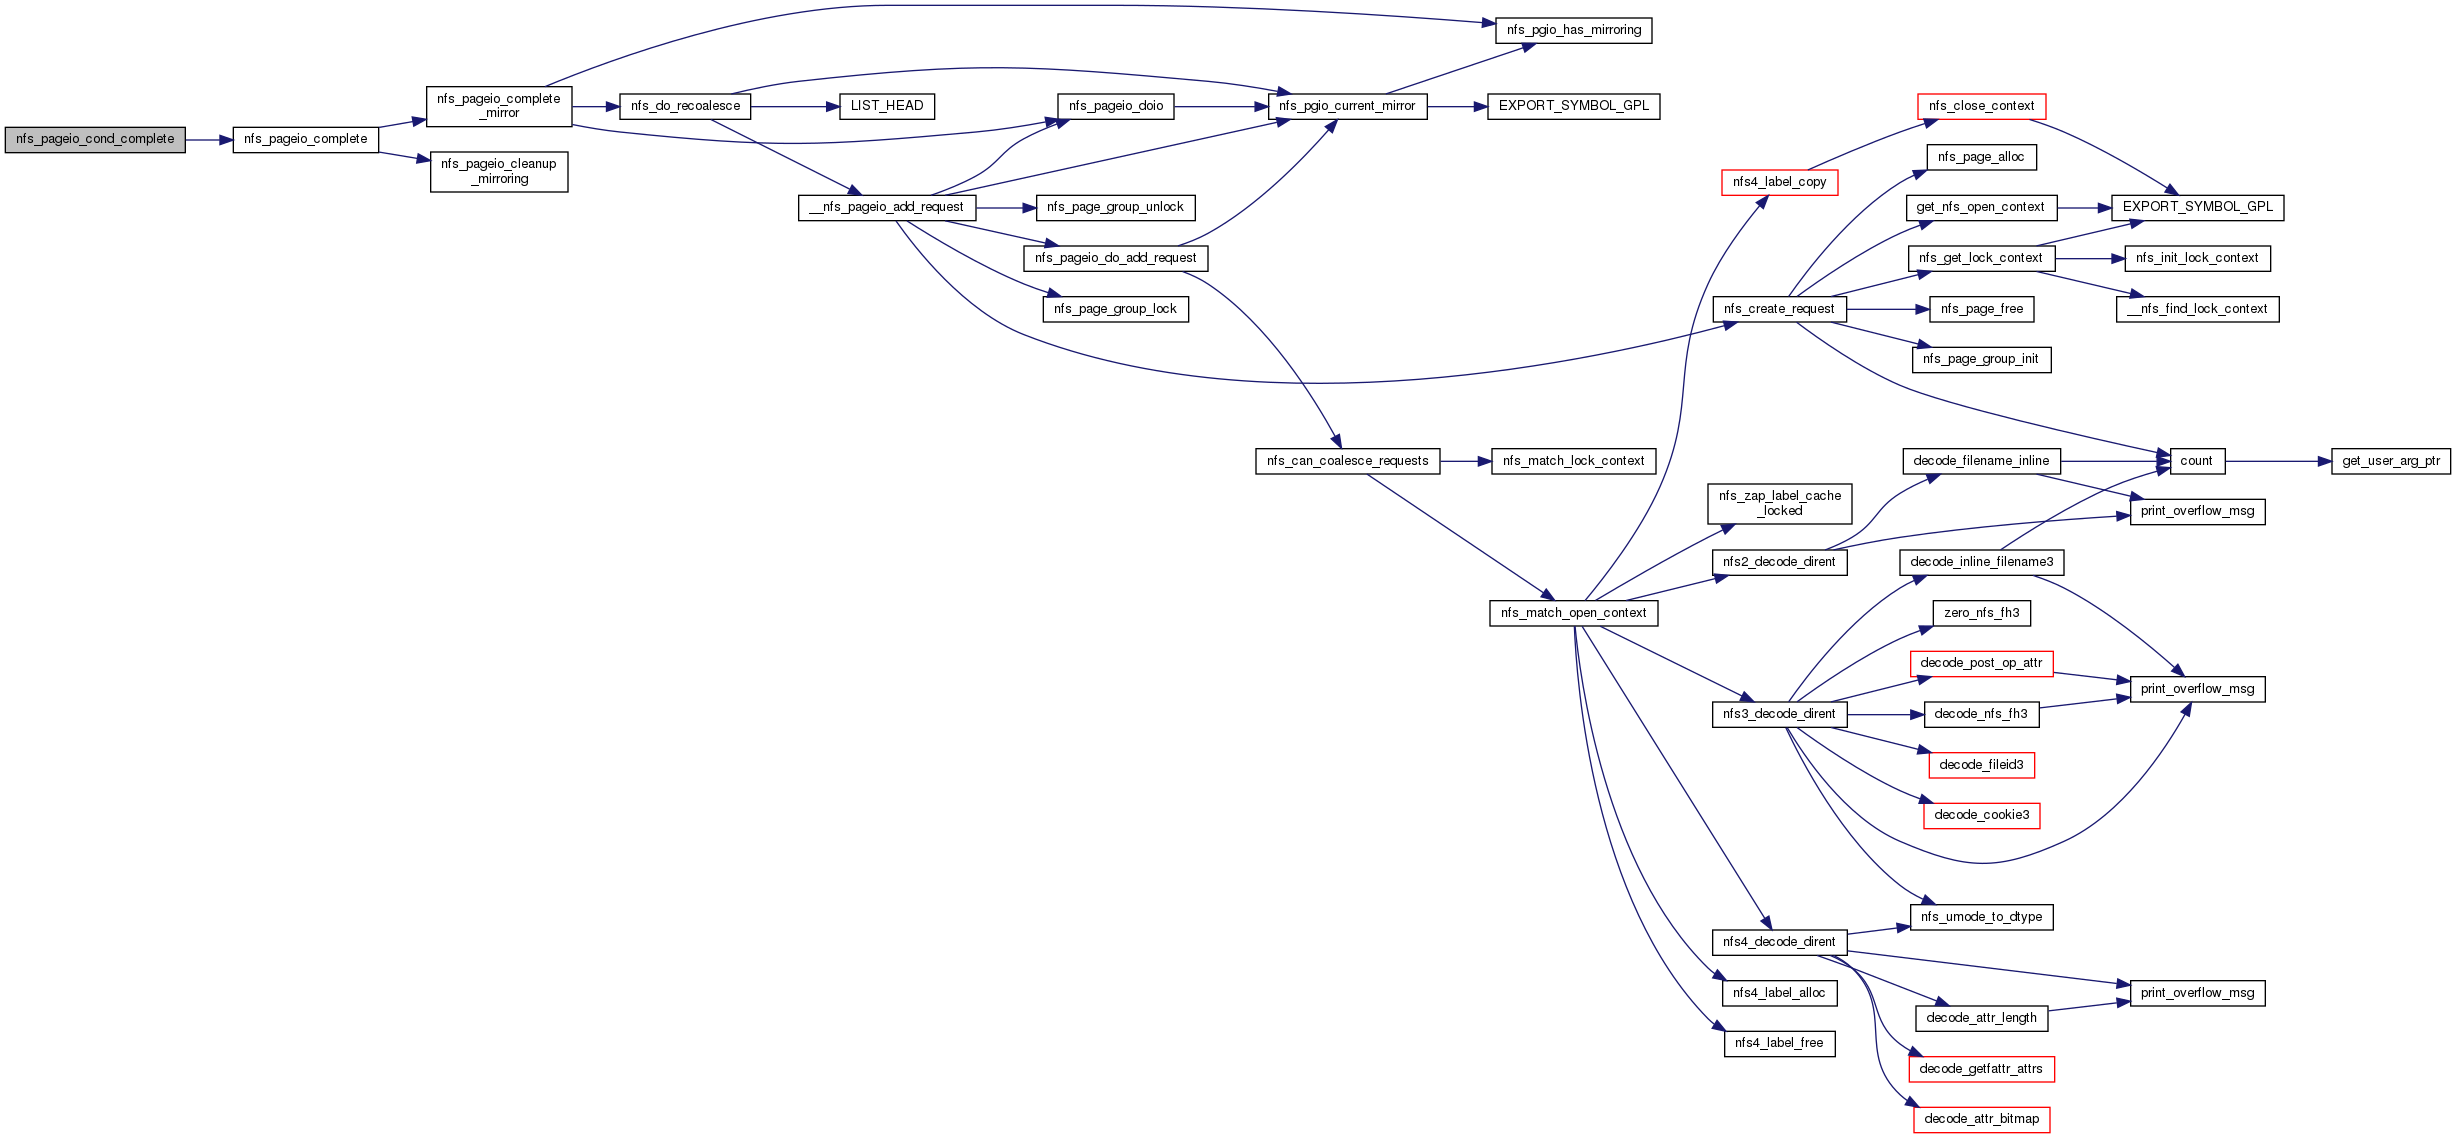 nfs_pageio_cond_complete
nfs_pageio_complete
nfs_pageio_complete
_mirror
nfs_pageio_cleanup
_mirroring
nfs_do_recoalesce
LIST_HEAD
__nfs_pageio_add_request
nfs_pageio_doio
nfs_page_group_unlock
nfs_pageio_do_add_request
nfs_page_group_lock
nfs_pgio_current_mirror
nfs_can_coalesce_requests
nfs_pgio_has_mirroring
EXPORT_SYMBOL_GPL
nfs_match_lock_context
nfs_match_open_context
nfs4_label_copy
nfs_create_request
nfs_zap_label_cache
_locked
nfs2_decode_dirent
nfs3_decode_dirent
nfs4_decode_dirent
nfs4_label_alloc
nfs4_label_free
nfs_close_context
nfs_page_alloc
get_nfs_open_context
nfs_get_lock_context
nfs_page_free
nfs_page_group_init
decode_filename_inline
decode_inline_filename3
zero_nfs_fh3
decode_post_op_attr
decode_nfs_fh3
decode_fileid3
decode_cookie3
nfs_umode_to_dtype
decode_attr_length
decode_getfattr_attrs
decode_attr_bitmap
EXPORT_SYMBOL_GPL
nfs_init_lock_context
__nfs_find_lock_context
count
print_overflow_msg
print_overflow_msg
print_overflow_msg
get_user_arg_ptr